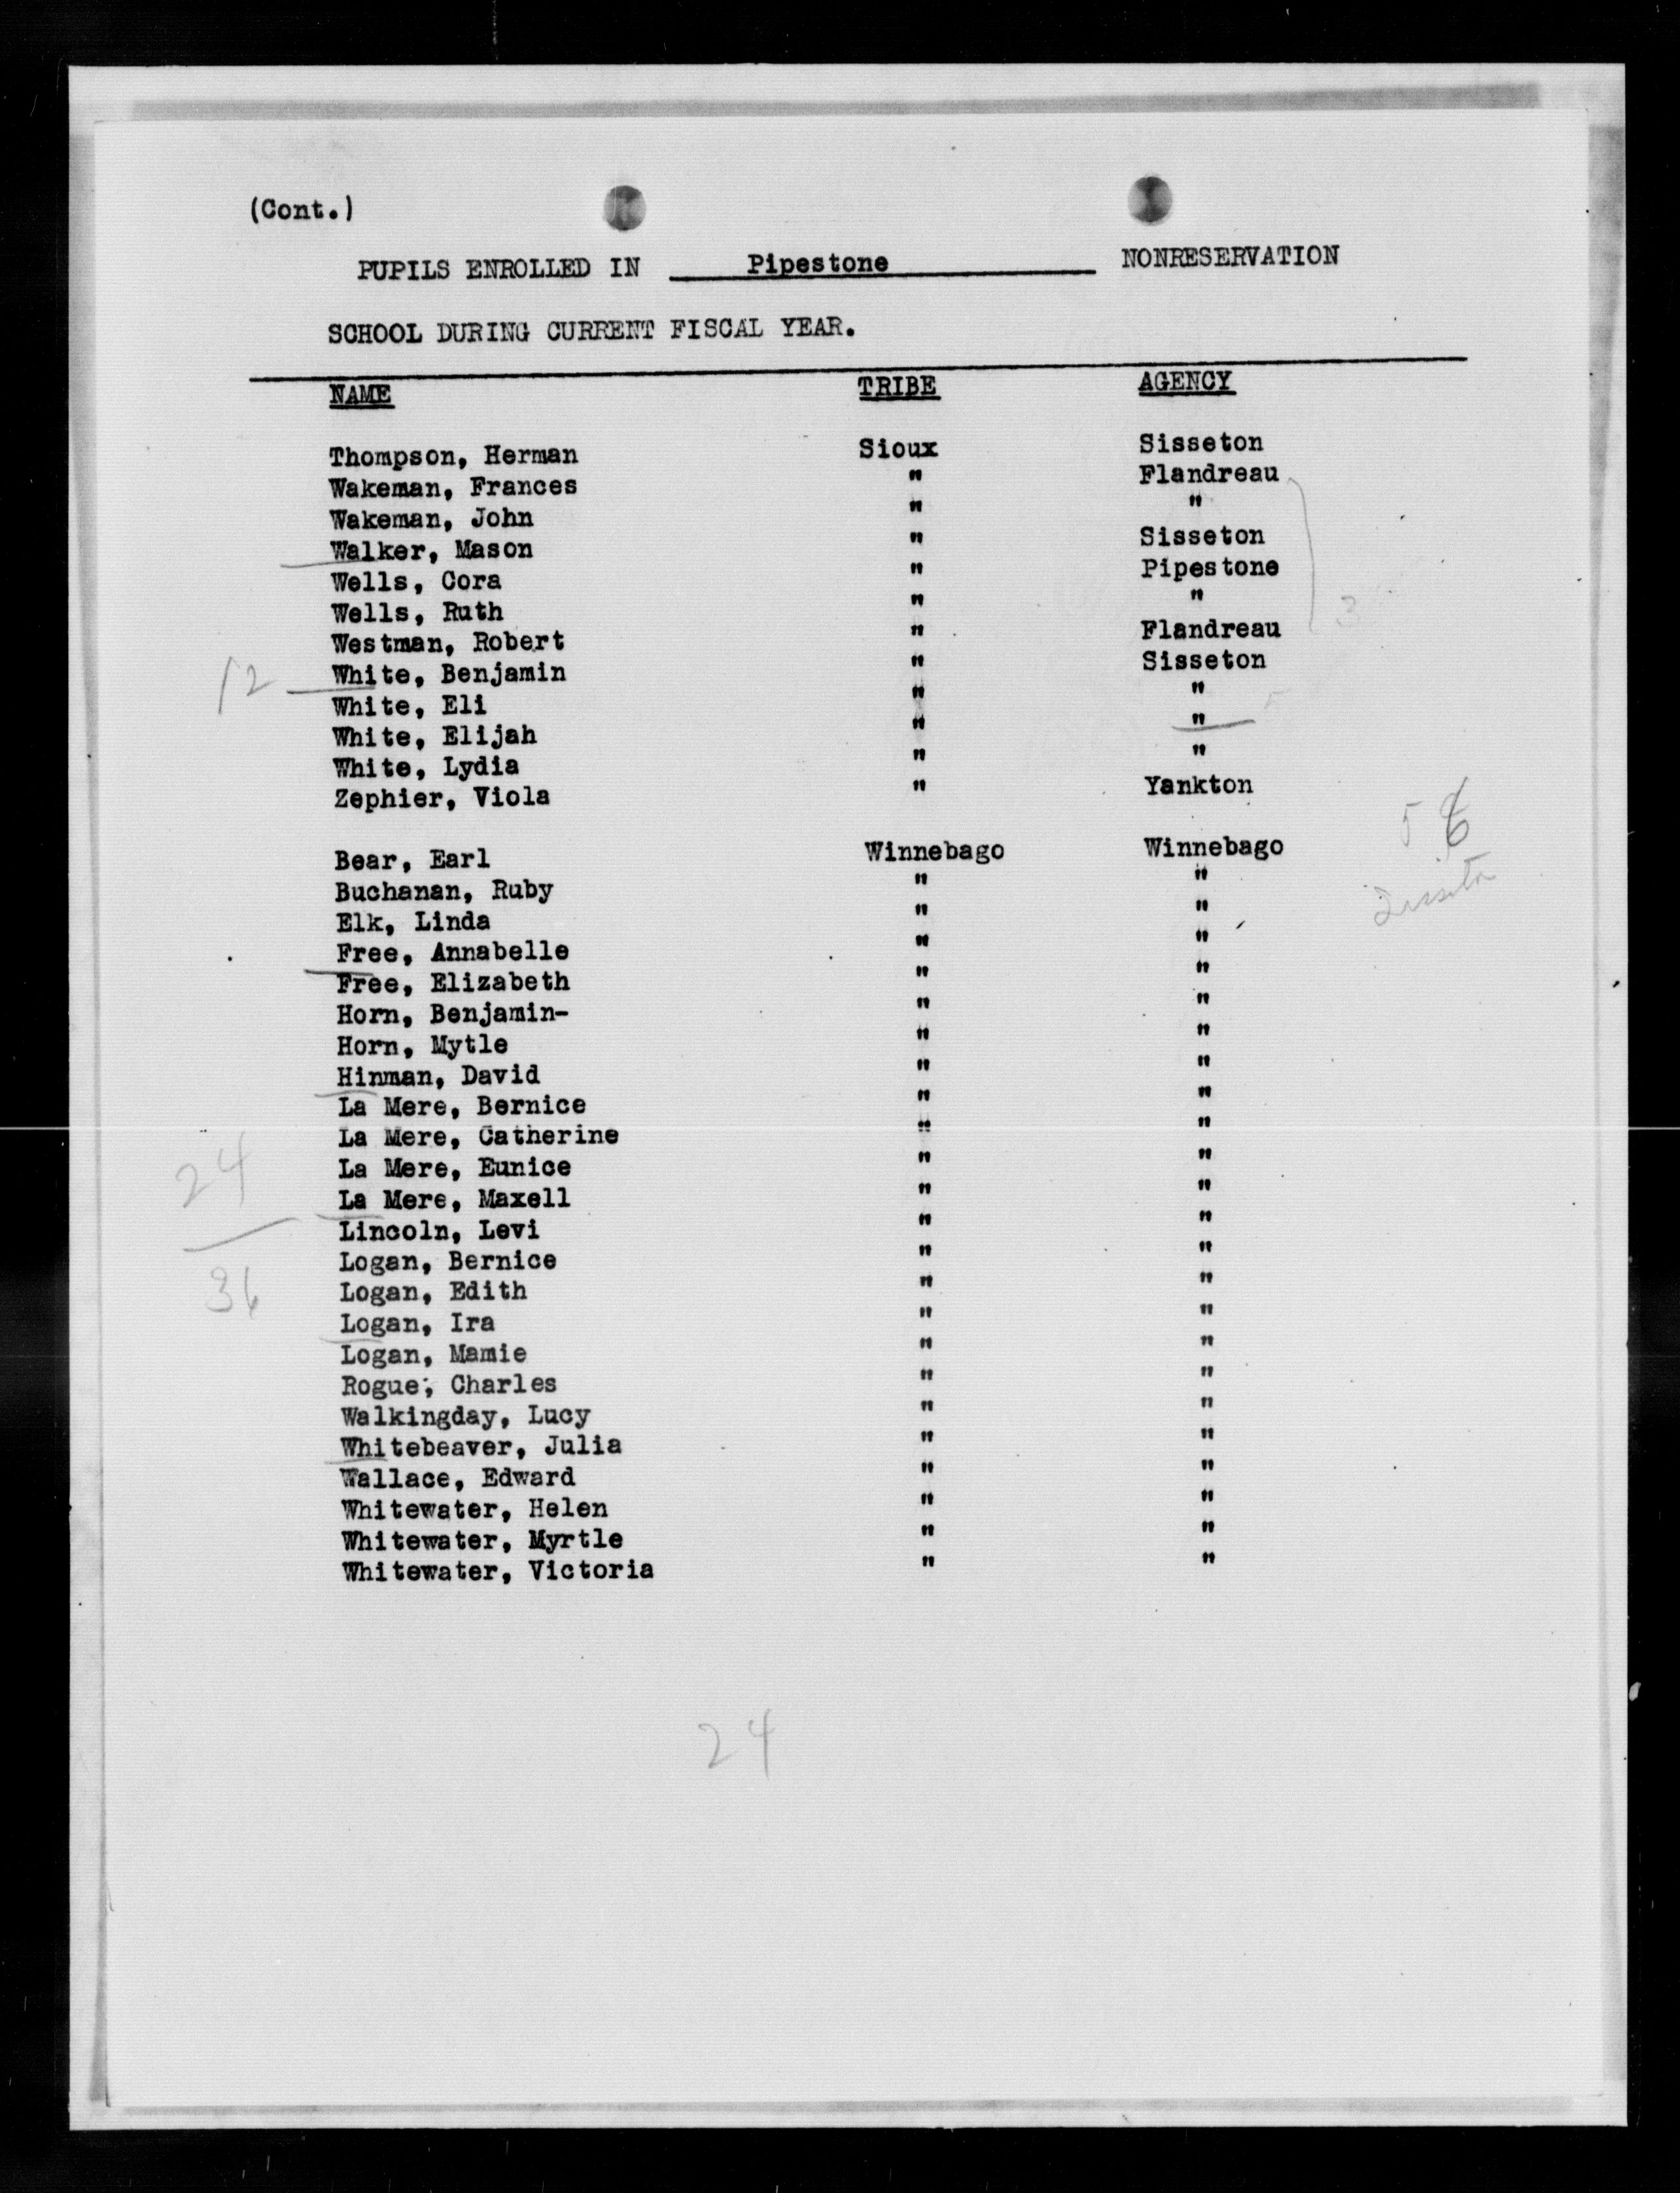 (Cont.)
PUPILS ENROLLED IN Pipestone NONRESERVATION
SCHOOL DURING CURRENT FISCAL YEAR.
NAME TRIBE AGENCY
Thompson, Herman Sioux Sisseton
Wakeman, Frances " Flandreau
Wakeman, John " "
Walker, Mason " Sisseton
Wells, Cora " Pipestone
Wells, Ruth " " 3
Westman, Robert " Flandreau
12 White, Benjamin " Sisseton
White, Eli " "
White, Elijah " "
White, Lydia " "
Zephier, Viola " Yankton
5 6
Bear, Earl Winnebago Winnebago
Buchanan, Ruby " "
Elk, Linda " "
Free, Annabelle " "
Free, Elizabeth " "
Horn, Benjamin- " "
Horn, Mytle " "
Hinman, David " "
La Mere, Bernice " "
La Mere, Catherine " "
24 La Mere, Eunice " "
La Mere, Maxell " "
Lincoln, Levi " "
Logan, Bernice " "
36 Logan, Edith " "
Logan, Ira " "
Logan, Mamie " "
Rogue, Charles " "
Walkingday, Lucy " "
Whitebeaver, Julia " "
Wallace, Edward " "
Whitewater, Helen " "
Whitewater, Myrtle " "
Whitewater, Victoria " "
24